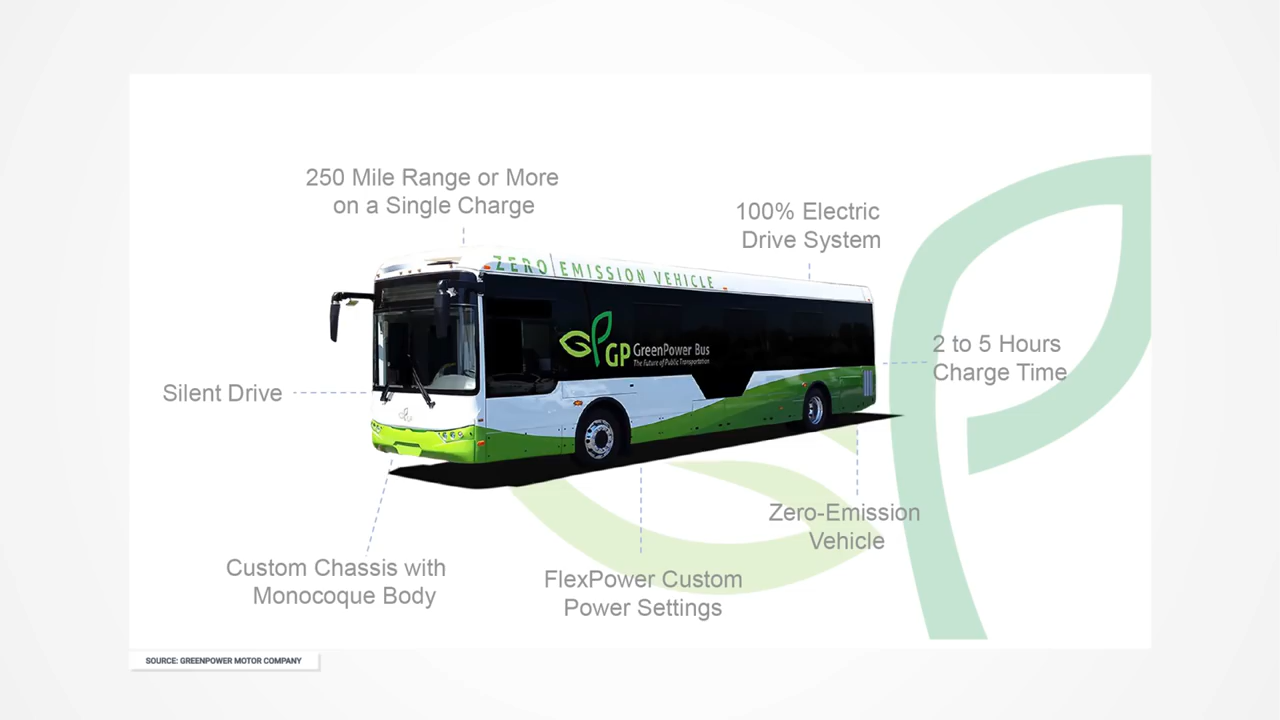 250 Mile Range or More
on a Single Charge
100% Electric
Drive System
ZERO EMISSION VEHICLE
GP GreenPower Bus
The Future of Public Transportation
2 to 5 Hours
Charge Time
Silent Drive
Zero-Emission
Vehicle
Custom Chassis with
Monocoque Body
FlexPower Custom
Power Settings
SOURCE: GREENPOWER MOTOR COMPANY